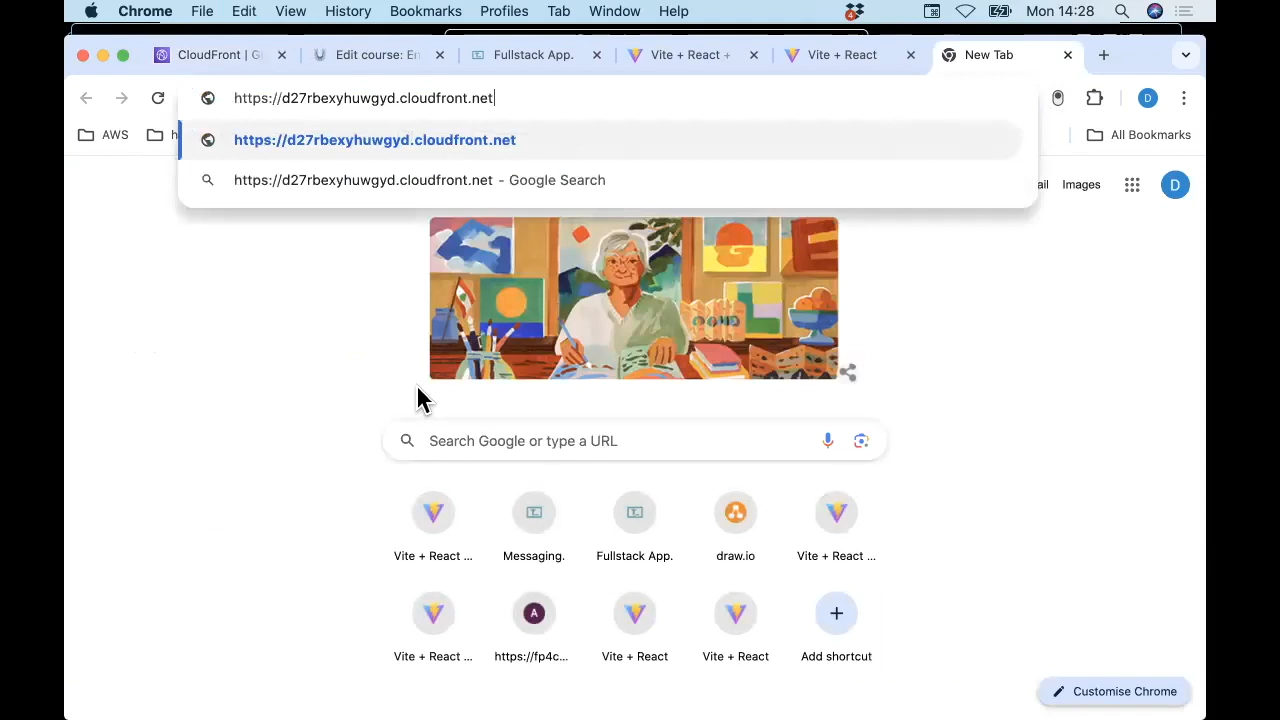 Chrome File Edit View History Bookmarks Profiles Tab Window Help 4 Mon 14:28
CloudFront | G Edit course: En Fullstack App. Vite + React + Vite + React New Tab
https://d27rbexyhuwgyd.cloudfront.net D
https://d27rbexyhuwgyd.cloudfront.net
AWS h All Bookmarks
https://d27rbexyhuwgyd.cloudfront.net - Google Search
ail Images D
Search Google or type a URL
Vite + React ... Messaging. Fullstack App. draw.io Vite + React ...
A
Vite + React ... https://fp4c... Vite + React Vite + React Add shortcut
Customise Chrome